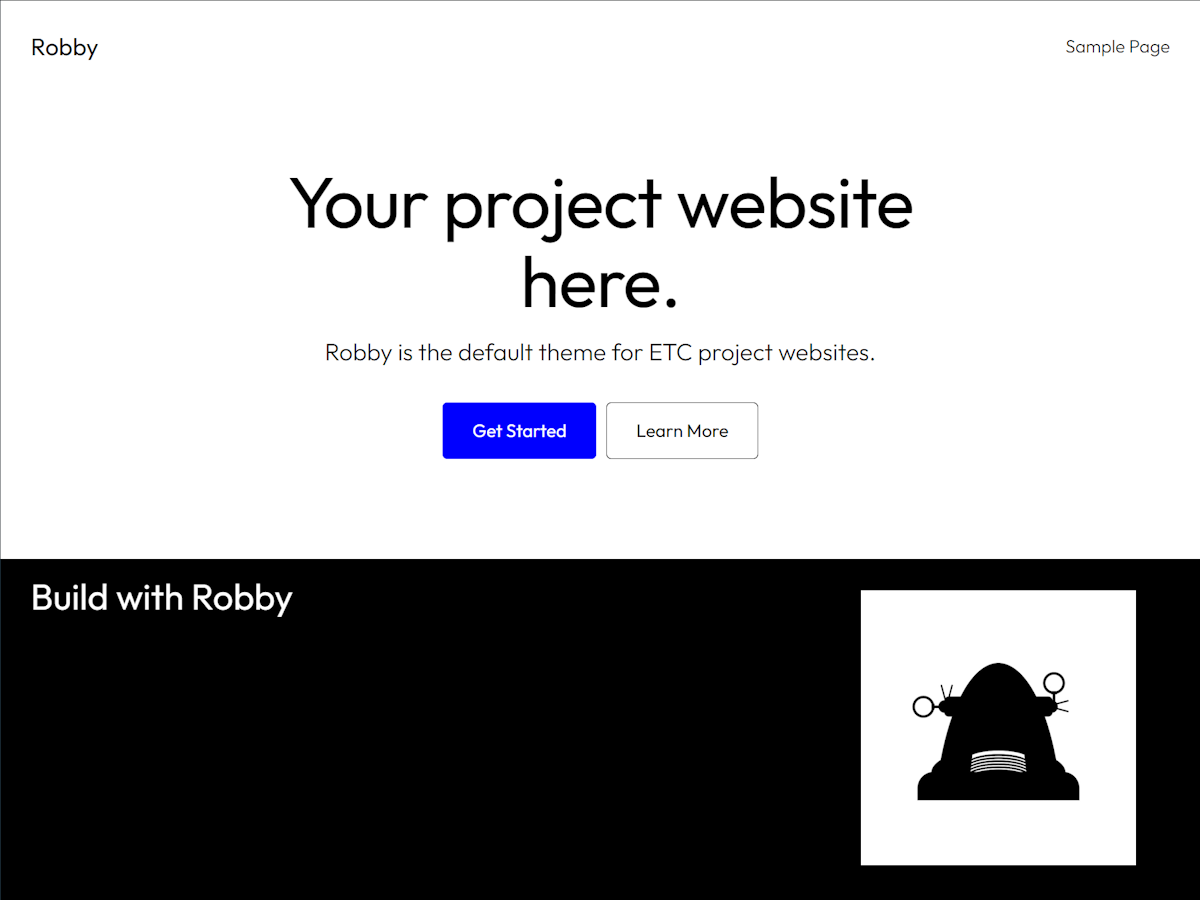 Robby
Sample Page
Your project website
here.
Robby is the default theme for ETC project websites.
Get Started
Learn More
Build with Robby